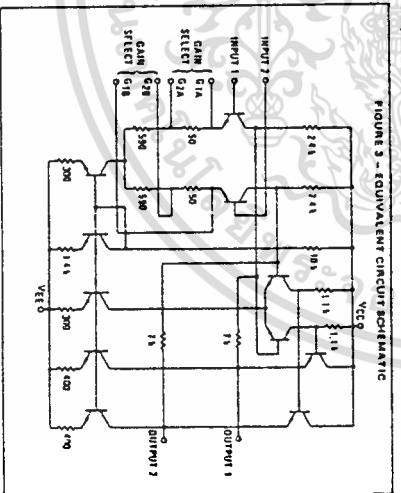 FIGURE 3 – EQUIVALENT CIRCUIT SCHEMATIC
VCC
2.4 k
2.4 k
10 k
1.1 k
1.1 k
INPUT 2
INPUT 1
GAIN
SELECT
G1A
G2A
GAIN
SELECT
G2B
G1B
50
50
590
590
7 k
7 k
OUTPUT 1
OUTPUT 2
300
1.4 k
300
400
400
VEE